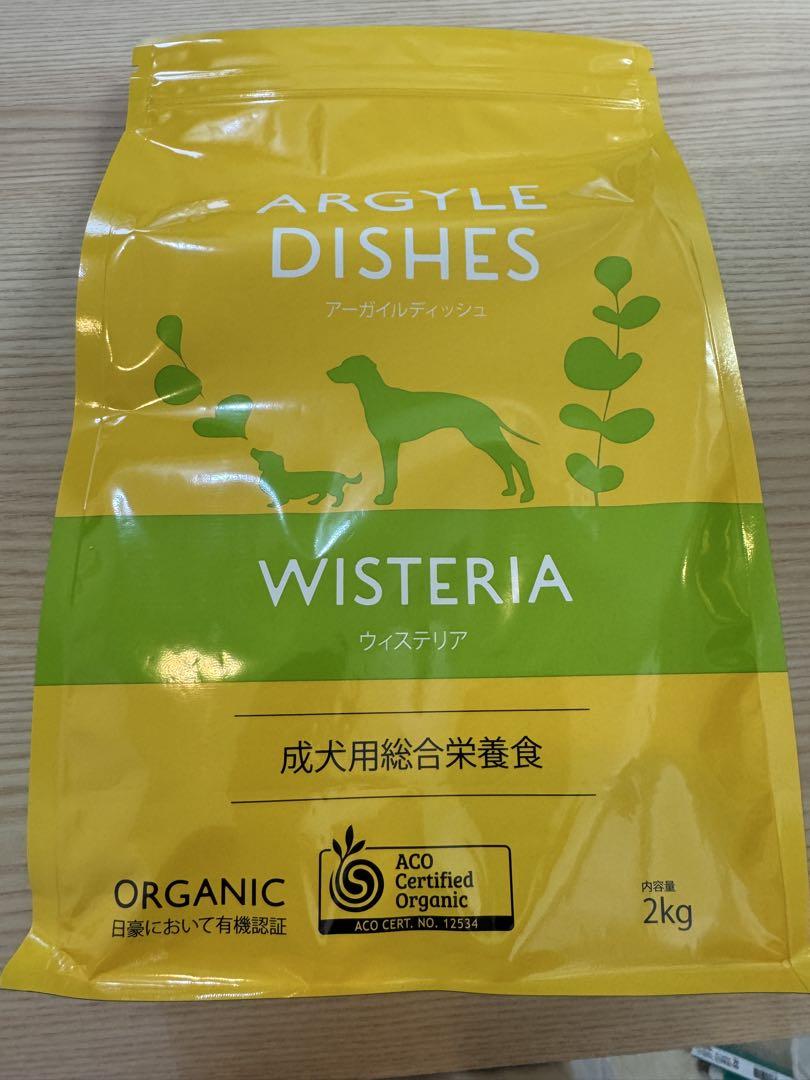 ARGYLE
DISHES
アーガイルディッシュ
WISTERIA
ウィステリア
成犬用総合栄養食
ORGANIC
日豪において有機認証
ACO
Certified
Organic
ACO CERT. NO. 12534
内容量
2kg